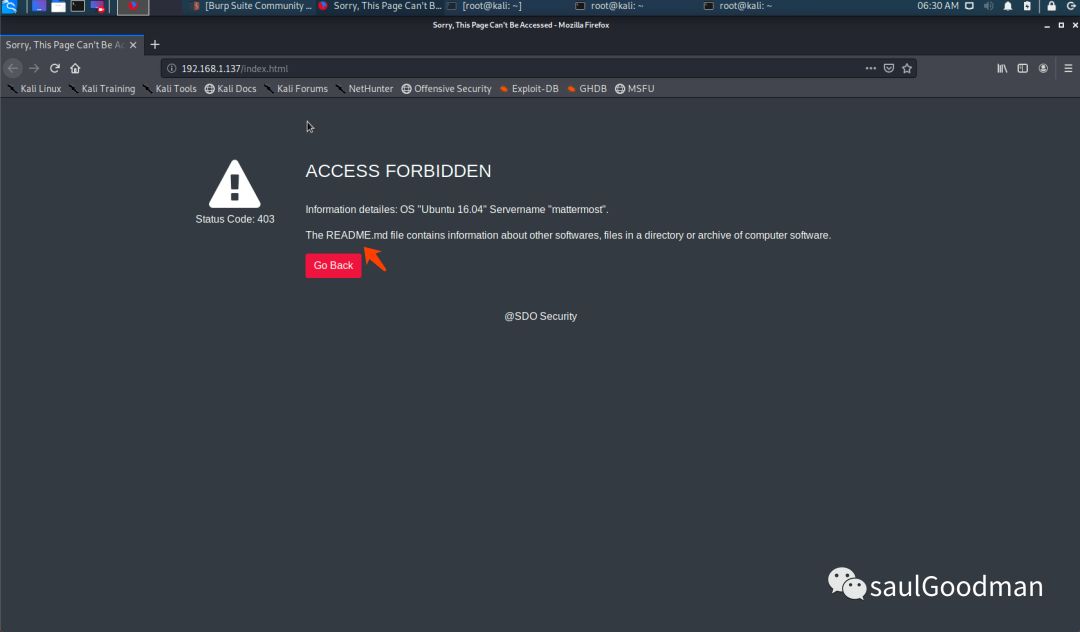 [Burp Suite Community ... Sorry, This Page Can't B... [root@kali: ~] root@kali: ~ root@kali: ~ 06:30 AM
Sorry, This Page Can't Be Accessed - Mozilla Firefox
Sorry, This Page Can't Be Ac
192.168.1.137/index.html
Kali Linux Kali Training Kali Tools Kali Docs Kali Forums NetHunter Offensive Security Exploit-DB GHDB MSFU
ACCESS FORBIDDEN
Status Code: 403
Information detailes: OS "Ubuntu 16.04" Servername "mattermost".
The README.md file contains information about other softwares, files in a directory or archive of computer software.
Go Back
@SDO Security
saulGoodman